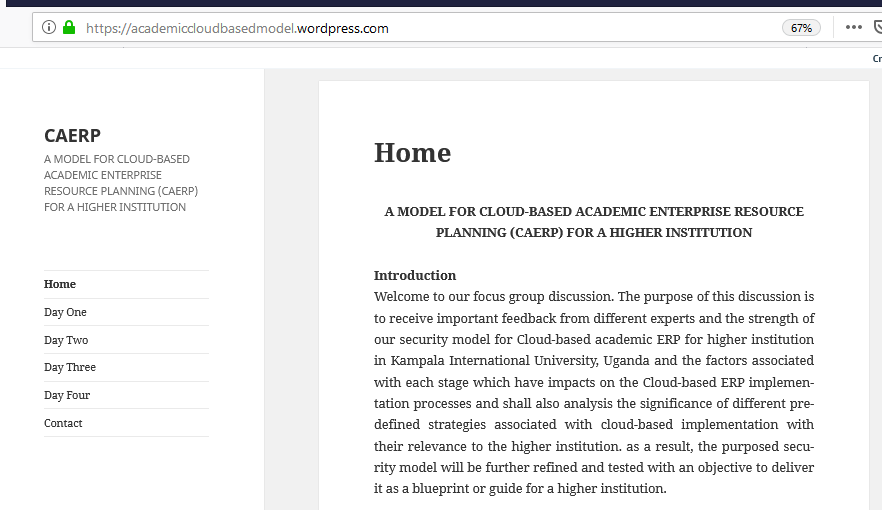 https://academiccloudbasedmodel.wordpress.com
67%
CAERP
A MODEL FOR CLOUD-BASED
ACADEMIC ENTERPRISE
RESOURCE PLANNING (CAERP)
FOR A HIGHER INSTITUTION
Home
Day One
Day Two
Day Three
Day Four
Contact
Home
A MODEL FOR CLOUD-BASED ACADEMIC ENTERPRISE RESOURCE
PLANNING (CAERP) FOR A HIGHER INSTITUTION
Introduction
Welcome to our focus group discussion. The purpose of this discussion is
to receive important feedback from different experts and the strength of
our security model for Cloud-based academic ERP for higher institution
in Kampala International University, Uganda and the factors associated
with each stage which have impacts on the Cloud-based ERP implemen-
tation processes and shall also analysis the significance of different pre-
defined strategies associated with cloud-based implementation with
their relevance to the higher institution. as a result, the purposed secu-
rity model will be further refined and tested with an objective to deliver
it as a blueprint or guide for a higher institution.